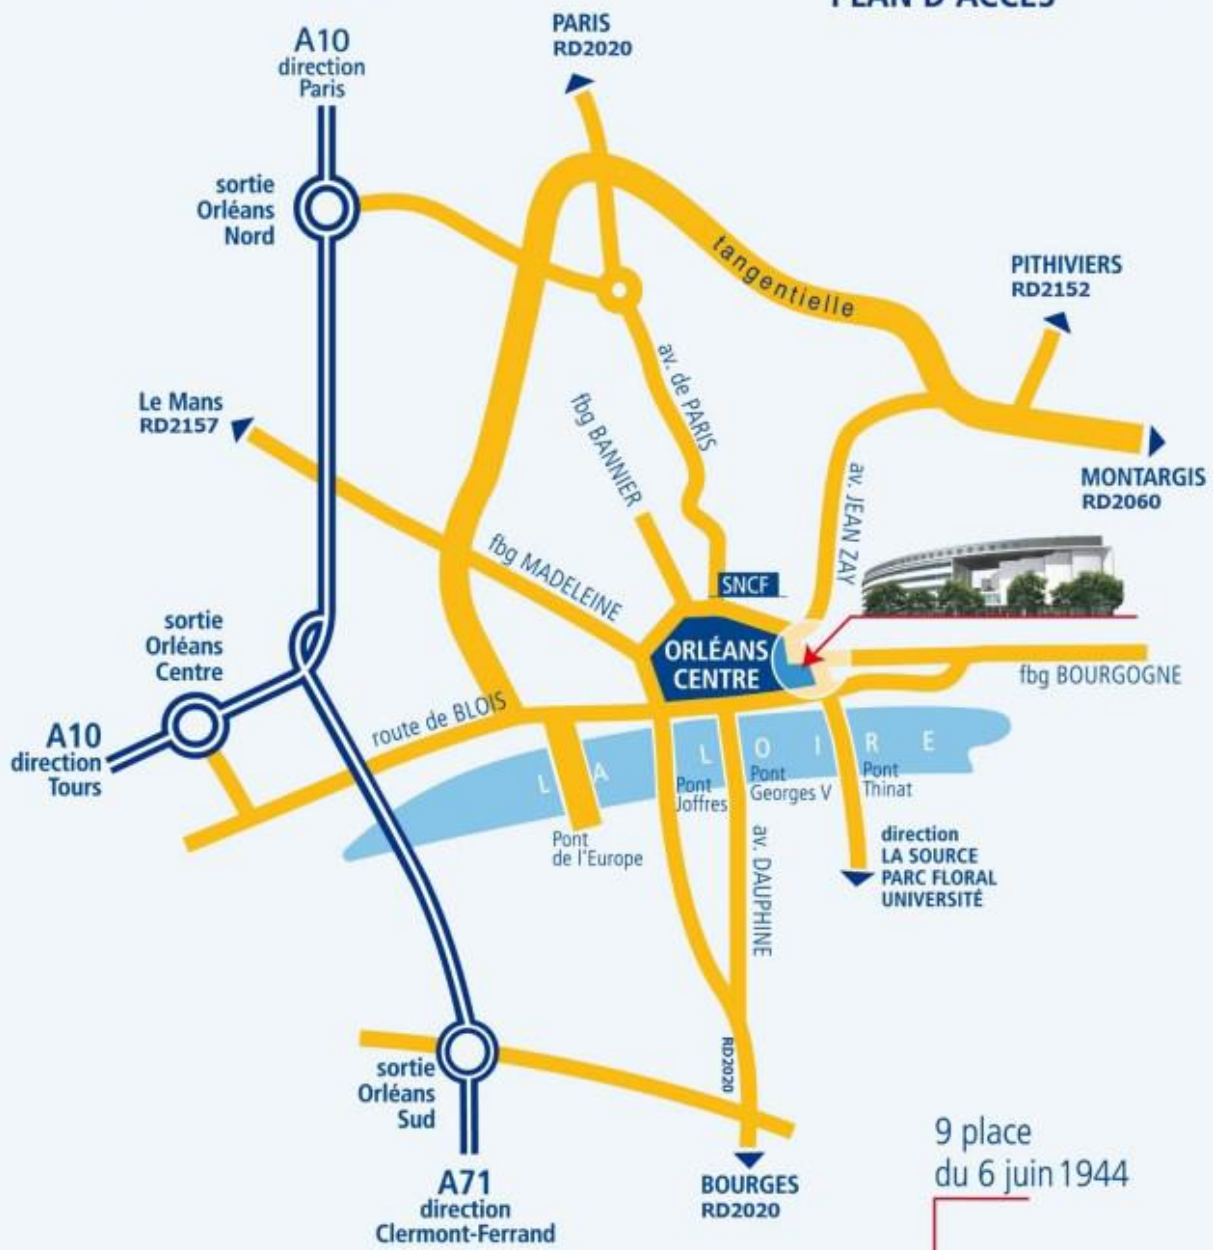 PLAN D'ACCÈS
A10
direction
Paris
PARIS
RD2020
sortie
Orléans
Nord
tangentielle
PITHIVIERS
RD2152
Le Mans
RD2157
av. de PARIS
fbg BANNIER
av. JEAN ZAY
MONTARGIS
RD2060
fbg MADELEINE
SNCF
sortie
Orléans
Centre
ORLÉANS
CENTRE
fbg BOURGOGNE
A10
direction
Tours
route de BLOIS
LA LOIRE
Pont
de l'Europe
Pont
Joffres
Pont
Georges V
Pont
Thinat
av. DAUPHINE
direction
LA SOURCE
PARC FLORAL
UNIVERSITÉ
sortie
Orléans
Sud
RD2020
A71
direction
Clermont-Ferrand
BOURGES
RD2020
9 place
du 6 juin 1944